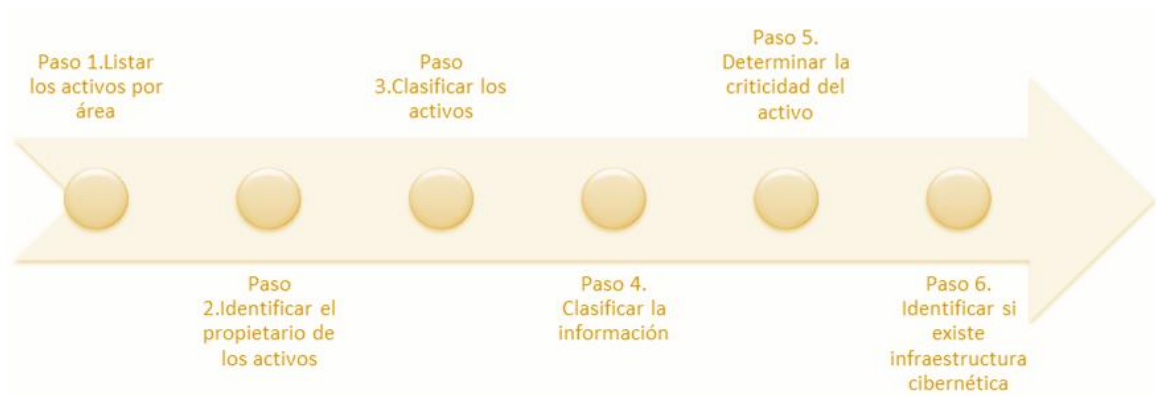 Paso 1.Listar
los activos por
área
Paso
2.Identificar el
propietario de
los activos
Paso
3.Clasificar los
activos
Paso 4.
Clasificar la
información
Paso 5.
Determinar la
criticidad del
activo
Paso 6.
Identificar si
existe
infraestructura
cibernética